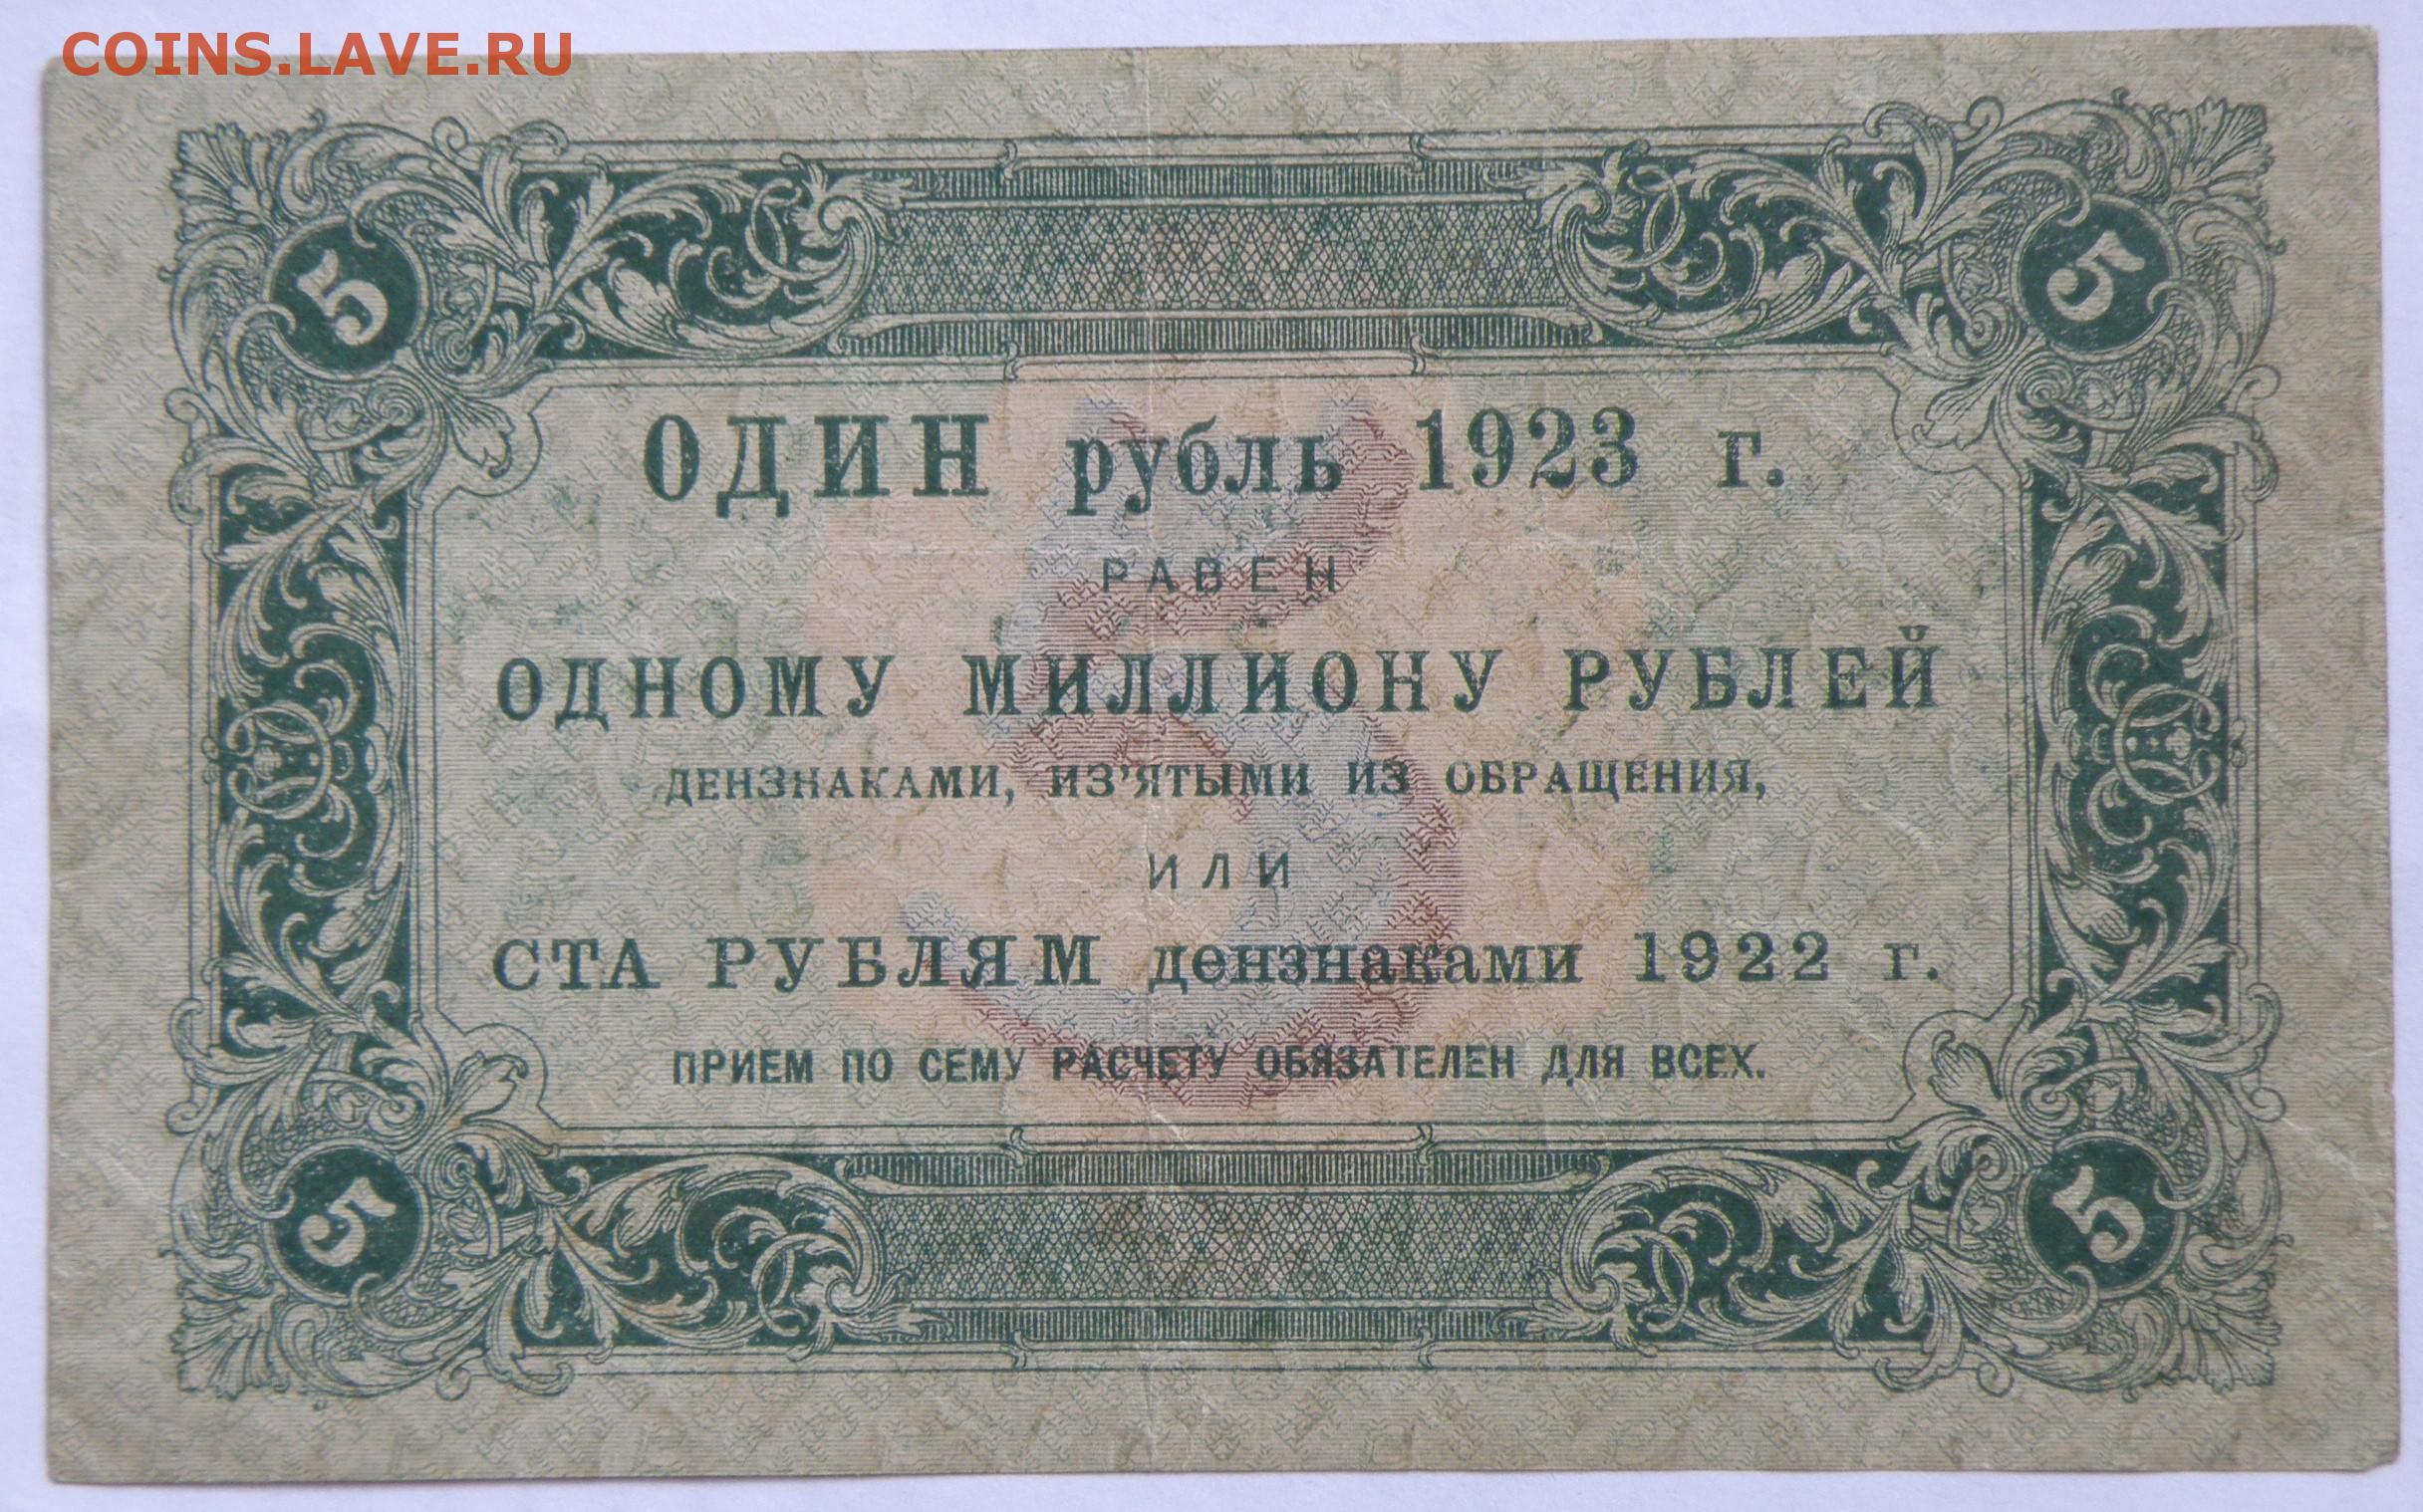 COINS.LAVE.RU
5 5
ОДИН рубль 1923 г.
РАВЕН
ОДНОМУ МИЛЛИОНУ РУБЛЕЙ
ДЕНЗНАКАМИ, ИЗ'ЯТЫМИ ИЗ ОБРАЩЕНИЯ,
ИЛИ
СТА РУБЛЯМ дензнаками 1922 г.
ПРИЕМ ПО СЕМУ РАСЧЕТУ ОБЯЗАТЕЛЕН ДЛЯ ВСЕХ.
5
5 5